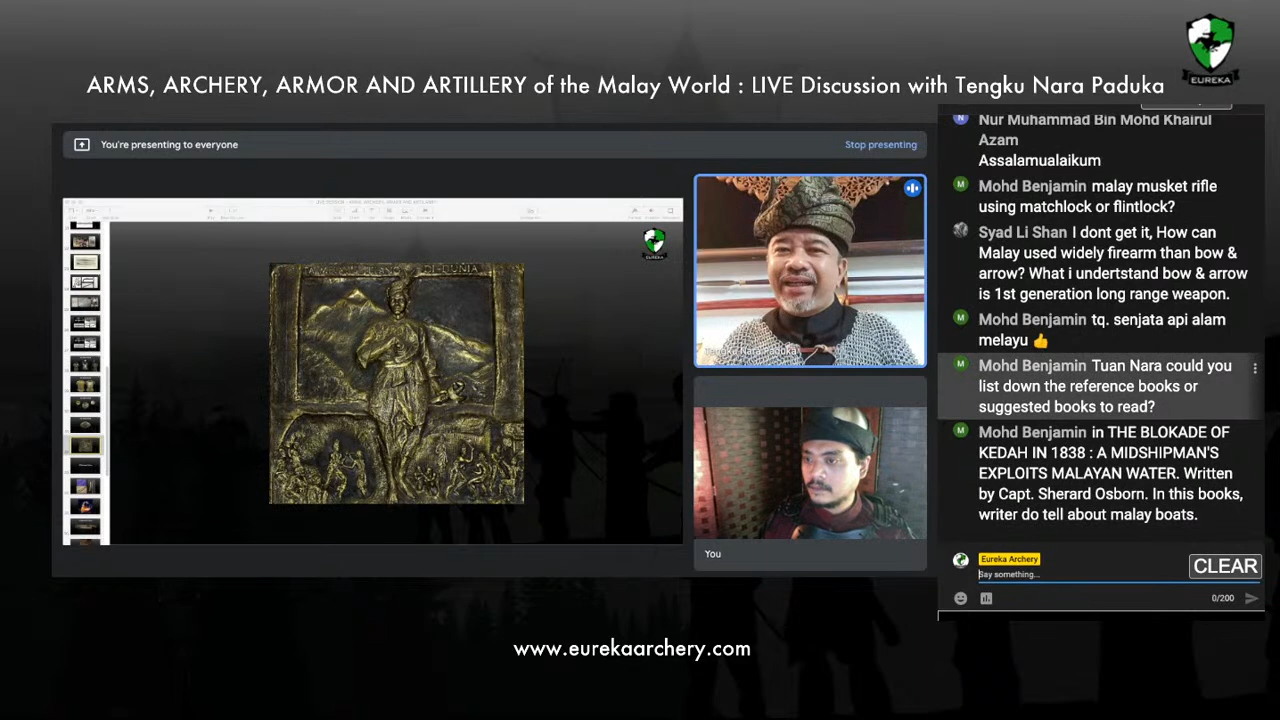 EUREKA
ARMS, ARCHERY, ARMOR AND ARTILLERY of the Malay World : LIVE Discussion with Tengku Nara Paduka
You're presenting to everyone
Stop presenting
EUREKA
DI DUNIA
Tengku Nara Paduka
You
Nur Muhammad Bin Mohd Khairul
Azam
Assalamualaikum
Mohd Benjamin malay musket rifle
using matchlock or flintlock?
Syad Li Shan I dont get it, How can
Malay used widely firearm than bow &
arrow? What i undertstand bow & arrow
is 1st generation long range weapon.
Mohd Benjamin tq. senjata api alam
melayu 👍
Mohd Benjamin Tuan Nara could you
list down the reference books or
suggested books to read?
Mohd Benjamin in THE BLOKADE OF
KEDAH IN 1838 : A MIDSHIPMAN'S
EXPLOITS MALAYAN WATER. Written
by Capt. Sherard Osborn. In this books,
writer do tell about malay boats.
Eureka Archery
Say something...
CLEAR
0/200
www.eurekaarchery.com